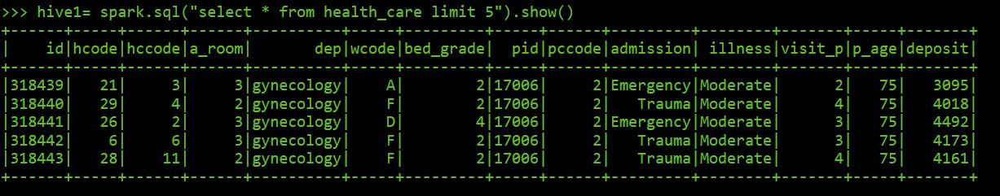 >>> hive1= spark.sql("select * from health_care limit 5").show()
+------+-----+------+------+----------+-----+---------+-----+------+---------+--------+-------+-----+-------+
|    id|hcode|hccode|a_room|       dep|wcode|bed_grade|  pid|pccode|admission| illness|visit_p|p_age|deposit|
+------+-----+------+------+----------+-----+---------+-----+------+---------+--------+-------+-----+-------+
|318439|   21|     3|     3|gynecology|    A|        2|17006|     2|Emergency|Moderate|      2|   75|   3095|
|318440|   29|     4|     2|gynecology|    F|        2|17006|     2|   Trauma|Moderate|      4|   75|   4018|
|318441|   26|     2|     3|gynecology|    D|        4|17006|     2|Emergency|Moderate|      3|   75|   4492|
|318442|    6|     6|     3|gynecology|    F|        2|17006|     2|   Trauma|Moderate|      3|   75|   4173|
|318443|   28|    11|     2|gynecology|    F|        2|17006|     2|   Trauma|Moderate|      4|   75|   4161|
+------+-----+------+------+----------+-----+---------+-----+------+---------+--------+-------+-----+-------+